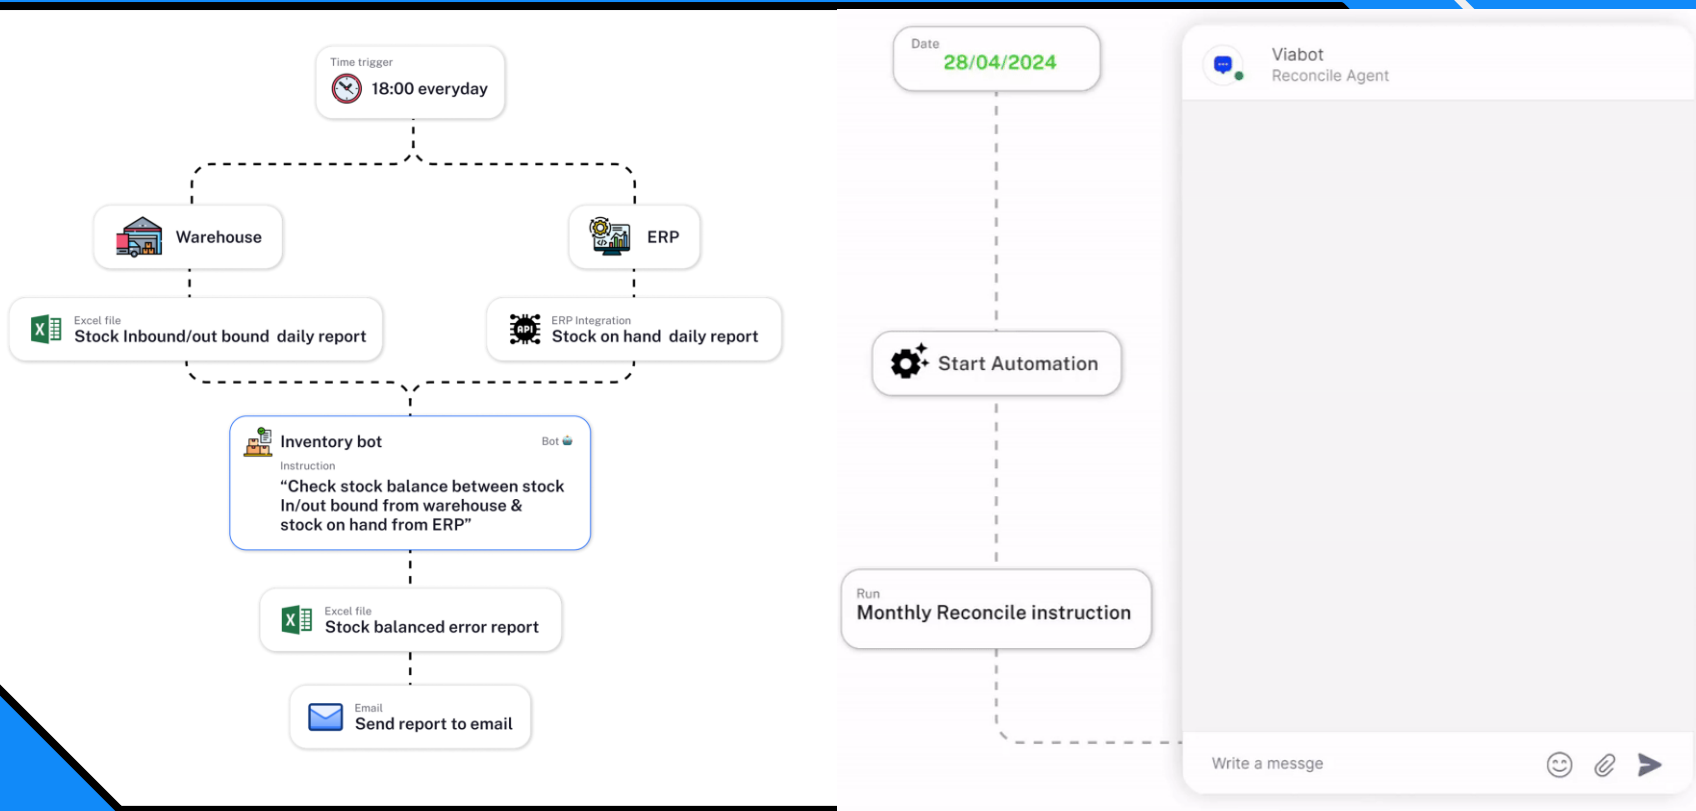 Time trigger
18:00 everyday
Warehouse
ERP
Excel file
Stock Inbound/out bound daily report
ERP Integration
API
Stock on hand daily report
Inventory bot
Bot
Instruction
“Check stock balance between stock
In/out bound from warehouse &
stock on hand from ERP”
Excel file
Stock balanced error report
Email
Send report to email
Date
28/04/2024
Start Automation
Run
Monthly Reconcile instruction
Viabot
Reconcile Agent
Write a messge